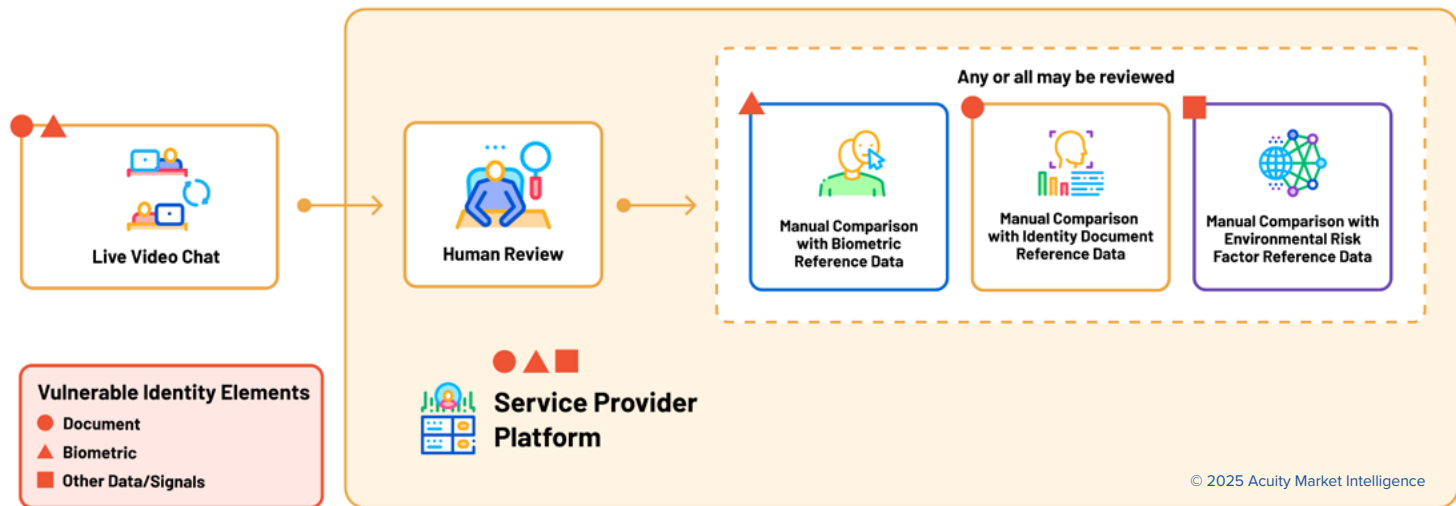 Any or all may be reviewed
Live Video Chat
Human Review
Manual Comparison
with Biometric
Reference Data
Manual Comparison
with Identity Document
Reference Data
Manual Comparison with
Environmental Risk
Factor Reference Data
Vulnerable Identity Elements
Document
Biometric
Other Data/Signals
Service Provider
Platform
© 2025 Acuity Market Intelligence